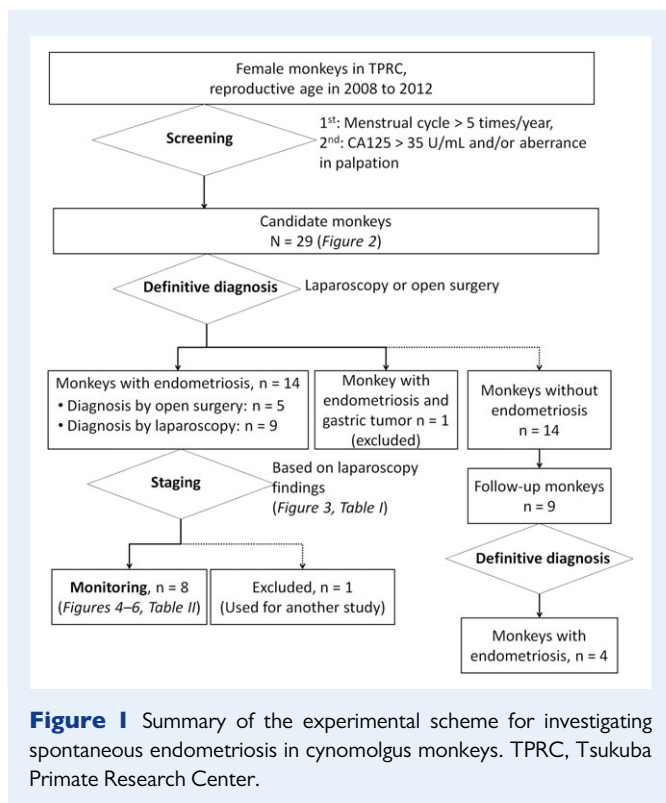 Female monkeys in TPRC,
reproductive age in 2008 to 2012
Screening
1st: Menstrual cycle > 5 times/year,
2nd: CA125 > 35 U/mL and/or aberrance
in palpation
Candidate monkeys
N = 29 (Figure 2)
Definitive diagnosis
Laparoscopy or open surgery
Monkeys with endometriosis, n = 14
• Diagnosis by open surgery: n = 5
• Diagnosis by laparoscopy: n = 9
Monkey with
endometriosis and
gastric tumor n = 1
(excluded)
Monkeys without
endometriosis
n = 14
Staging
Based on laparoscopy
findings
(Figure 3, Table I)
Follow-up monkeys
n = 9
Definitive diagnosis
Monitoring, n = 8
(Figures 4–6, Table II)
Excluded, n = 1
(Used for another study)
Monkeys with
endometriosis, n = 4
Figure 1 Summary of the experimental scheme for investigating
spontaneous endometriosis in cynomolgus monkeys. TPRC, Tsukuba
Primate Research Center.